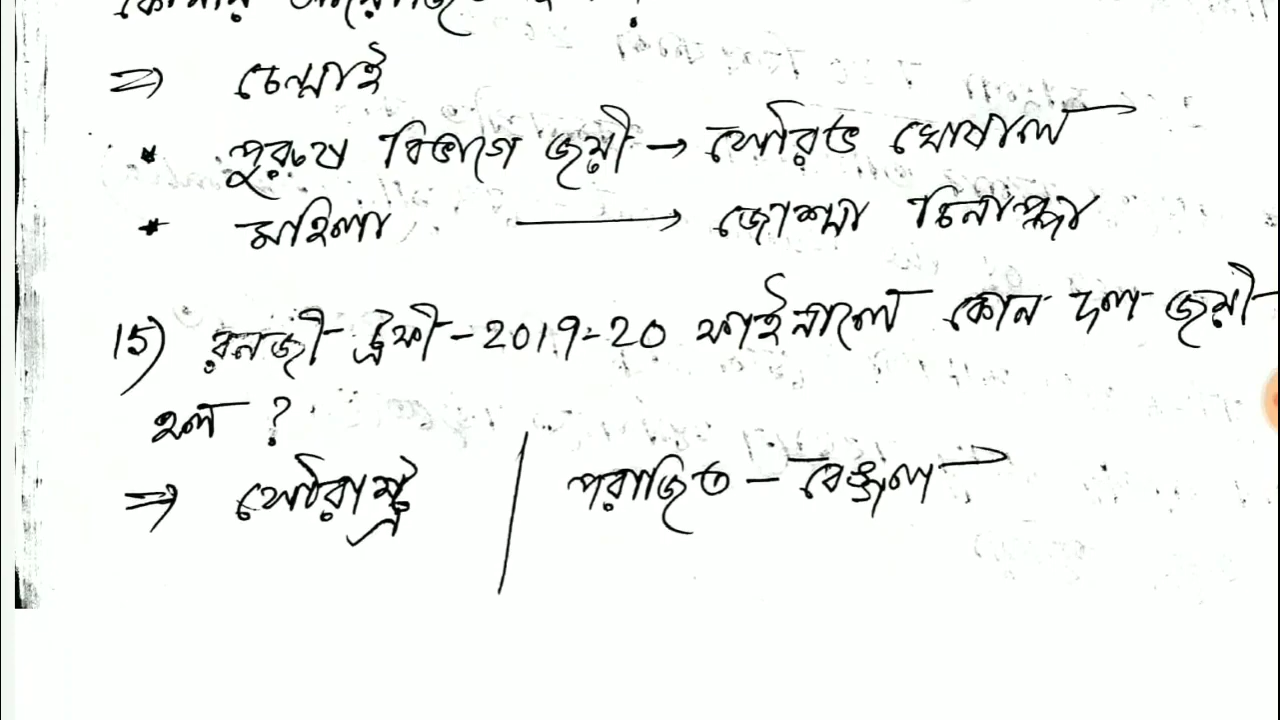 ⇒ চেন্নাই
* পুরুষ বিভাগে জয়ী → সৌরভ ঘোষাল
* মহিলা → জোশনা চিনাপ্পা
15) রনজী ট্রফী - 2019-20 ফাইনালে কোন দল জয়ী
হল ?
⇒ সৌরাষ্ট্র | পরাজিত - বেঙ্গল